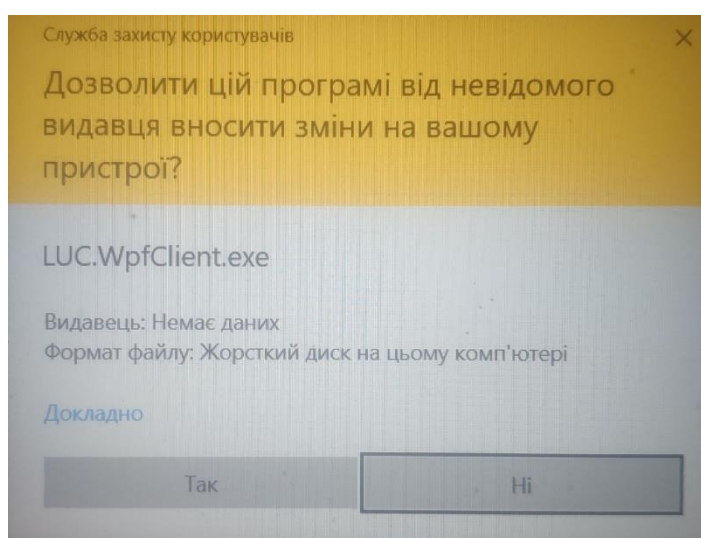 Служба захисту користувачів
Дозволити цій програмі від невідомого
видавця вносити зміни на вашому
пристрої?
LUC.WpfClient.exe
Видавець: Немає даних
Формат файлу: Жорсткий диск на цьому комп'ютері
Докладно
Так
Ні